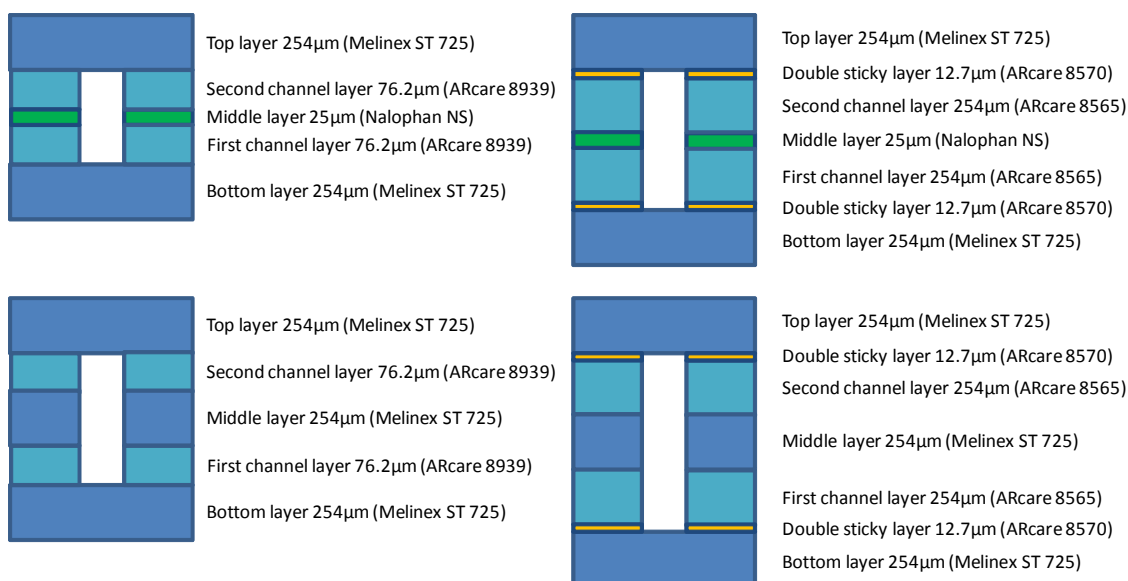 Top layer 254µm (Melinex ST 725)
Second channel layer 76.2µm (ARcare 8939)
Middle layer 25µm (Nalophan NS)
First channel layer 76.2µm (ARcare 8939)
Bottom layer 254µm (Melinex ST 725)
Top layer 254µm (Melinex ST 725)
Double sticky layer 12.7µm (ARcare 8570)
Second channel layer 254µm (ARcare 8565)
Middle layer 25µm (Nalophan NS)
First channel layer 254µm (ARcare 8565)
Double sticky layer 12.7µm (ARcare 8570)
Bottom layer 254µm (Melinex ST 725)
Top layer 254µm (Melinex ST 725)
Second channel layer 76.2µm (ARcare 8939)
Middle layer 254µm (Melinex ST 725)
First channel layer 76.2µm (ARcare 8939)
Bottom layer 254µm (Melinex ST 725)
Top layer 254µm (Melinex ST 725)
Double sticky layer 12.7µm (ARcare 8570)
Second channel layer 254µm (ARcare 8565)
Middle layer 254µm (Melinex ST 725)
First channel layer 254µm (ARcare 8565)
Double sticky layer 12.7µm (ARcare 8570)
Bottom layer 254µm (Melinex ST 725)